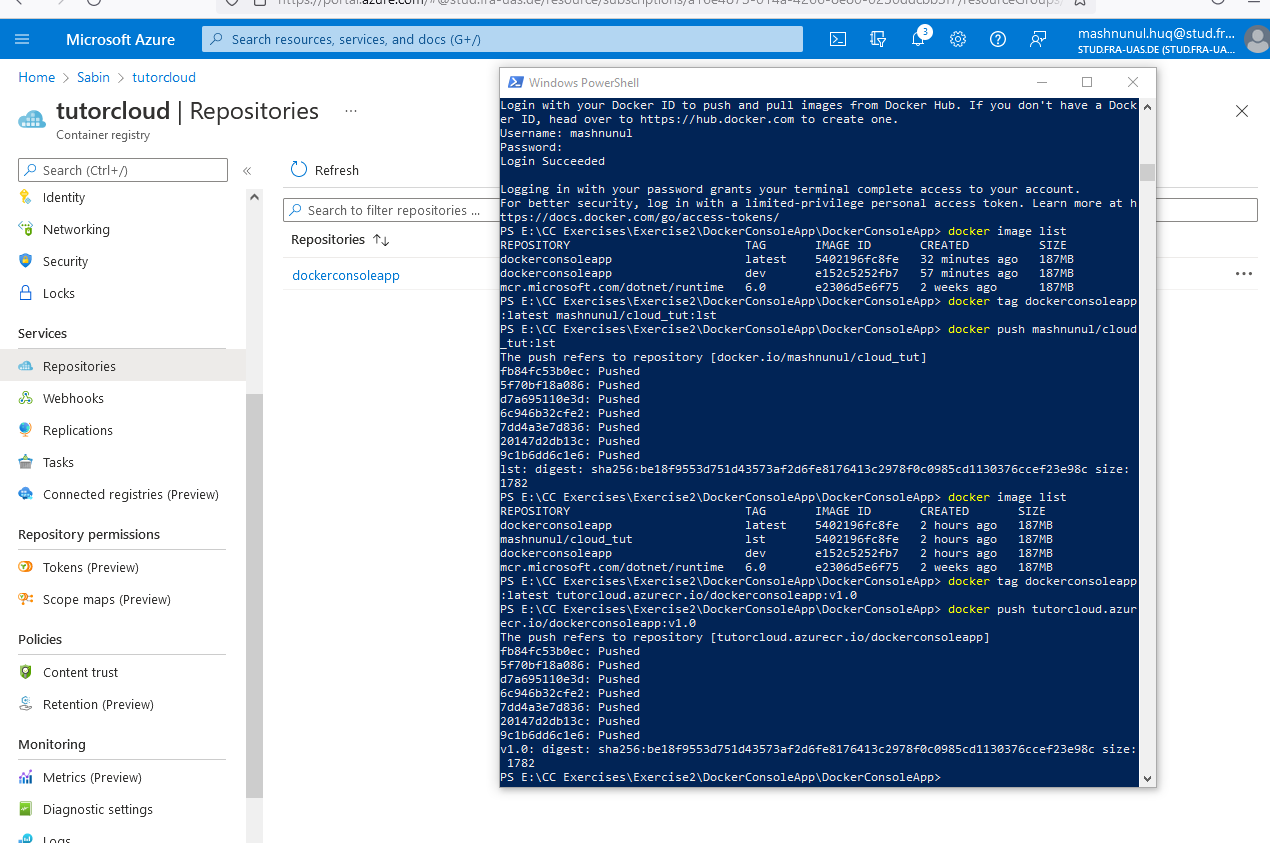 https://portal.azure.com/#@stud.fra-uas.de/resource/subscriptions/
Microsoft Azure
Search resources, services, and docs (G+/)
3
mashnunul.huq@stud.fr...
STUD.FRA-UAS.DE (STUD.FRA-UA...
Home > Sabin > tutorcloud
tutorcloud | Repositories ...
Container registry
Search (Ctrl+/)
«
Identity
Networking
Security
Locks
Services
Repositories
Webhooks
Replications
Tasks
Connected registries (Preview)
Repository permissions
Tokens (Preview)
Scope maps (Preview)
Policies
Content trust
Retention (Preview)
Monitoring
Metrics (Preview)
Diagnostic settings
Logs
Refresh
Search to filter repositories ...
Repositories ↑↓
dockerconsoleapp
...
Windows PowerShell
Login with your Docker ID to push and pull images from Docker Hub. If you don't have a Dock
er ID, head over to https://hub.docker.com to create one.
Username: mashnunul
Password:
Login Succeeded
Logging in with your password grants your terminal complete access to your account.
For better security, log in with a limited-privilege personal access token. Learn more at h
ttps://docs.docker.com/go/access-tokens/
PS E:\CC Exercises\Exercise2\DockerConsoleApp\DockerConsoleApp> docker image list
REPOSITORY TAG IMAGE ID CREATED SIZE
dockerconsoleapp latest 5402196fc8fe 32 minutes ago 187MB
dockerconsoleapp dev e152c5252fb7 57 minutes ago 187MB
mcr.microsoft.com/dotnet/runtime 6.0 e2306d5e6f75 2 weeks ago 187MB
PS E:\CC Exercises\Exercise2\DockerConsoleApp\DockerConsoleApp> docker tag dockerconsoleapp
:latest mashnunul/cloud_tut:lst
PS E:\CC Exercises\Exercise2\DockerConsoleApp\DockerConsoleApp> docker push mashnunul/cloud
_tut:lst
The push refers to repository [docker.io/mashnunul/cloud_tut]
fb84fc53b0ec: Pushed
5f70bf18a086: Pushed
d7a695110e3d: Pushed
6c946b32cfe2: Pushed
7dd4a3e7d836: Pushed
20147d2db13c: Pushed
9c1b6dd6c1e6: Pushed
lst: digest: sha256:be18f9553d751d43573af2d6fe8176413c2978f0c0985cd1130376ccef23e98c size:
1782
PS E:\CC Exercises\Exercise2\DockerConsoleApp\DockerConsoleApp> docker image list
REPOSITORY TAG IMAGE ID CREATED SIZE
dockerconsoleapp latest 5402196fc8fe 2 hours ago 187MB
mashnunul/cloud_tut lst 5402196fc8fe 2 hours ago 187MB
dockerconsoleapp dev e152c5252fb7 2 hours ago 187MB
mcr.microsoft.com/dotnet/runtime 6.0 e2306d5e6f75 2 weeks ago 187MB
PS E:\CC Exercises\Exercise2\DockerConsoleApp\DockerConsoleApp> docker tag dockerconsoleapp
:latest tutorcloud.azurecr.io/dockerconsoleapp:v1.0
PS E:\CC Exercises\Exercise2\DockerConsoleApp\DockerConsoleApp> docker push tutorcloud.azur
ecr.io/dockerconsoleapp:v1.0
The push refers to repository [tutorcloud.azurecr.io/dockerconsoleapp]
fb84fc53b0ec: Pushed
5f70bf18a086: Pushed
d7a695110e3d: Pushed
6c946b32cfe2: Pushed
7dd4a3e7d836: Pushed
20147d2db13c: Pushed
9c1b6dd6c1e6: Pushed
v1.0: digest: sha256:be18f9553d751d43573af2d6fe8176413c2978f0c0985cd1130376ccef23e98c size:
1782
PS E:\CC Exercises\Exercise2\DockerConsoleApp\DockerConsoleApp>